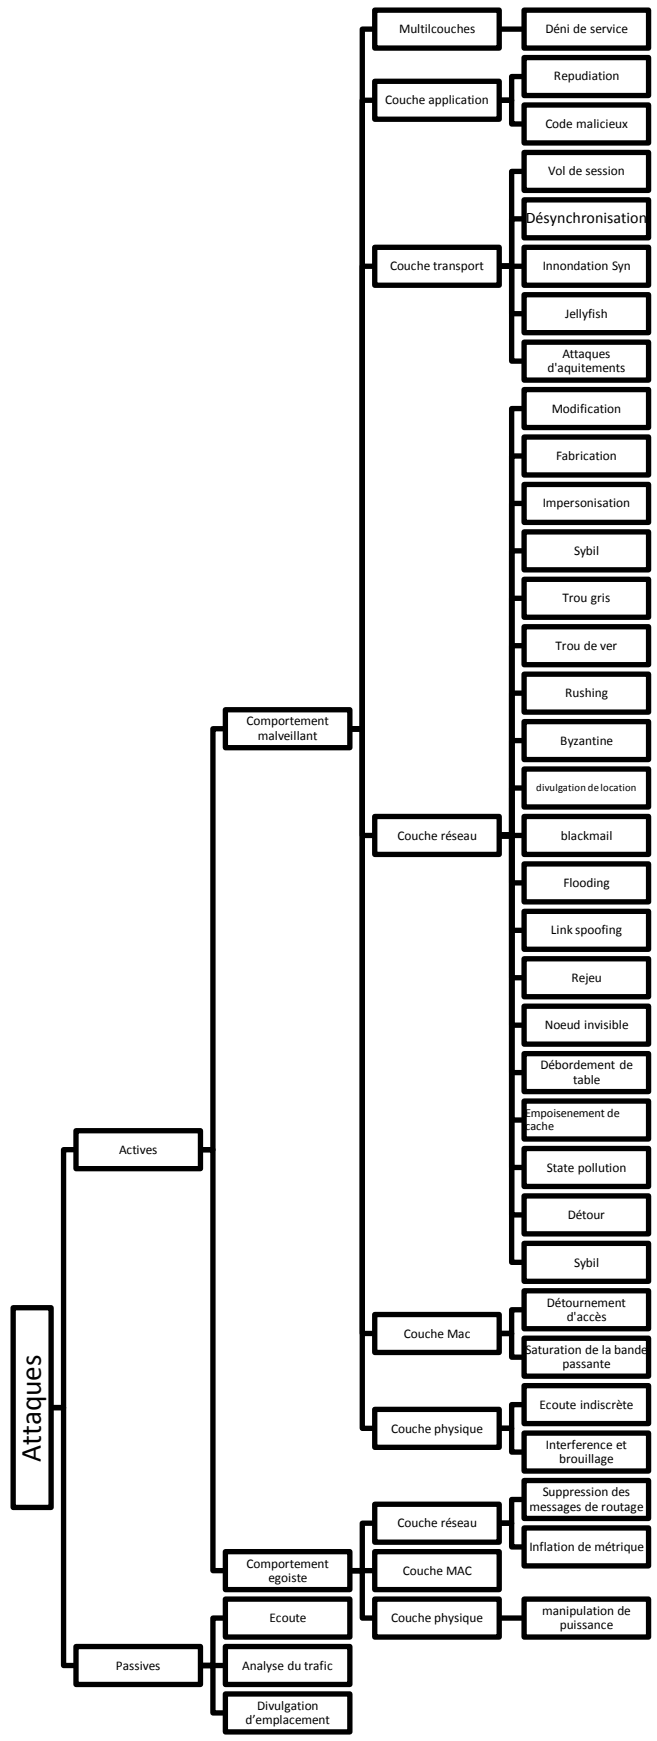 Multilcouches
Déni de service
Couche application
Repudiation
Code malicieux
Couche transport
Vol de session
Désynchronisation
Innondation Syn
Jellyfish
Attaques
d'aquitements
Comportement
malveillant
Couche réseau
Modification
Fabrication
Impersonisation
Sybil
Trou gris
Trou de ver
Rushing
Byzantine
divulgation de location
blackmail
Flooding
Link spoofing
Rejeu
Noeud invisible
Débordement de
table
Empoisenement de
cache
State pollution
Détour
Sybil
Actives
Couche Mac
Détournement
d'accès
Saturation de la bande
passante
Couche physique
Ecoute indiscrète
Interference et
brouillage
Attaques
Comportement
egoiste
Couche réseau
Suppression des
messages de routage
Inflation de métrique
Couche MAC
Couche physique
manipulation de
puissance
Passives
Ecoute
Analyse du trafic
Divulgation
d’emplacement